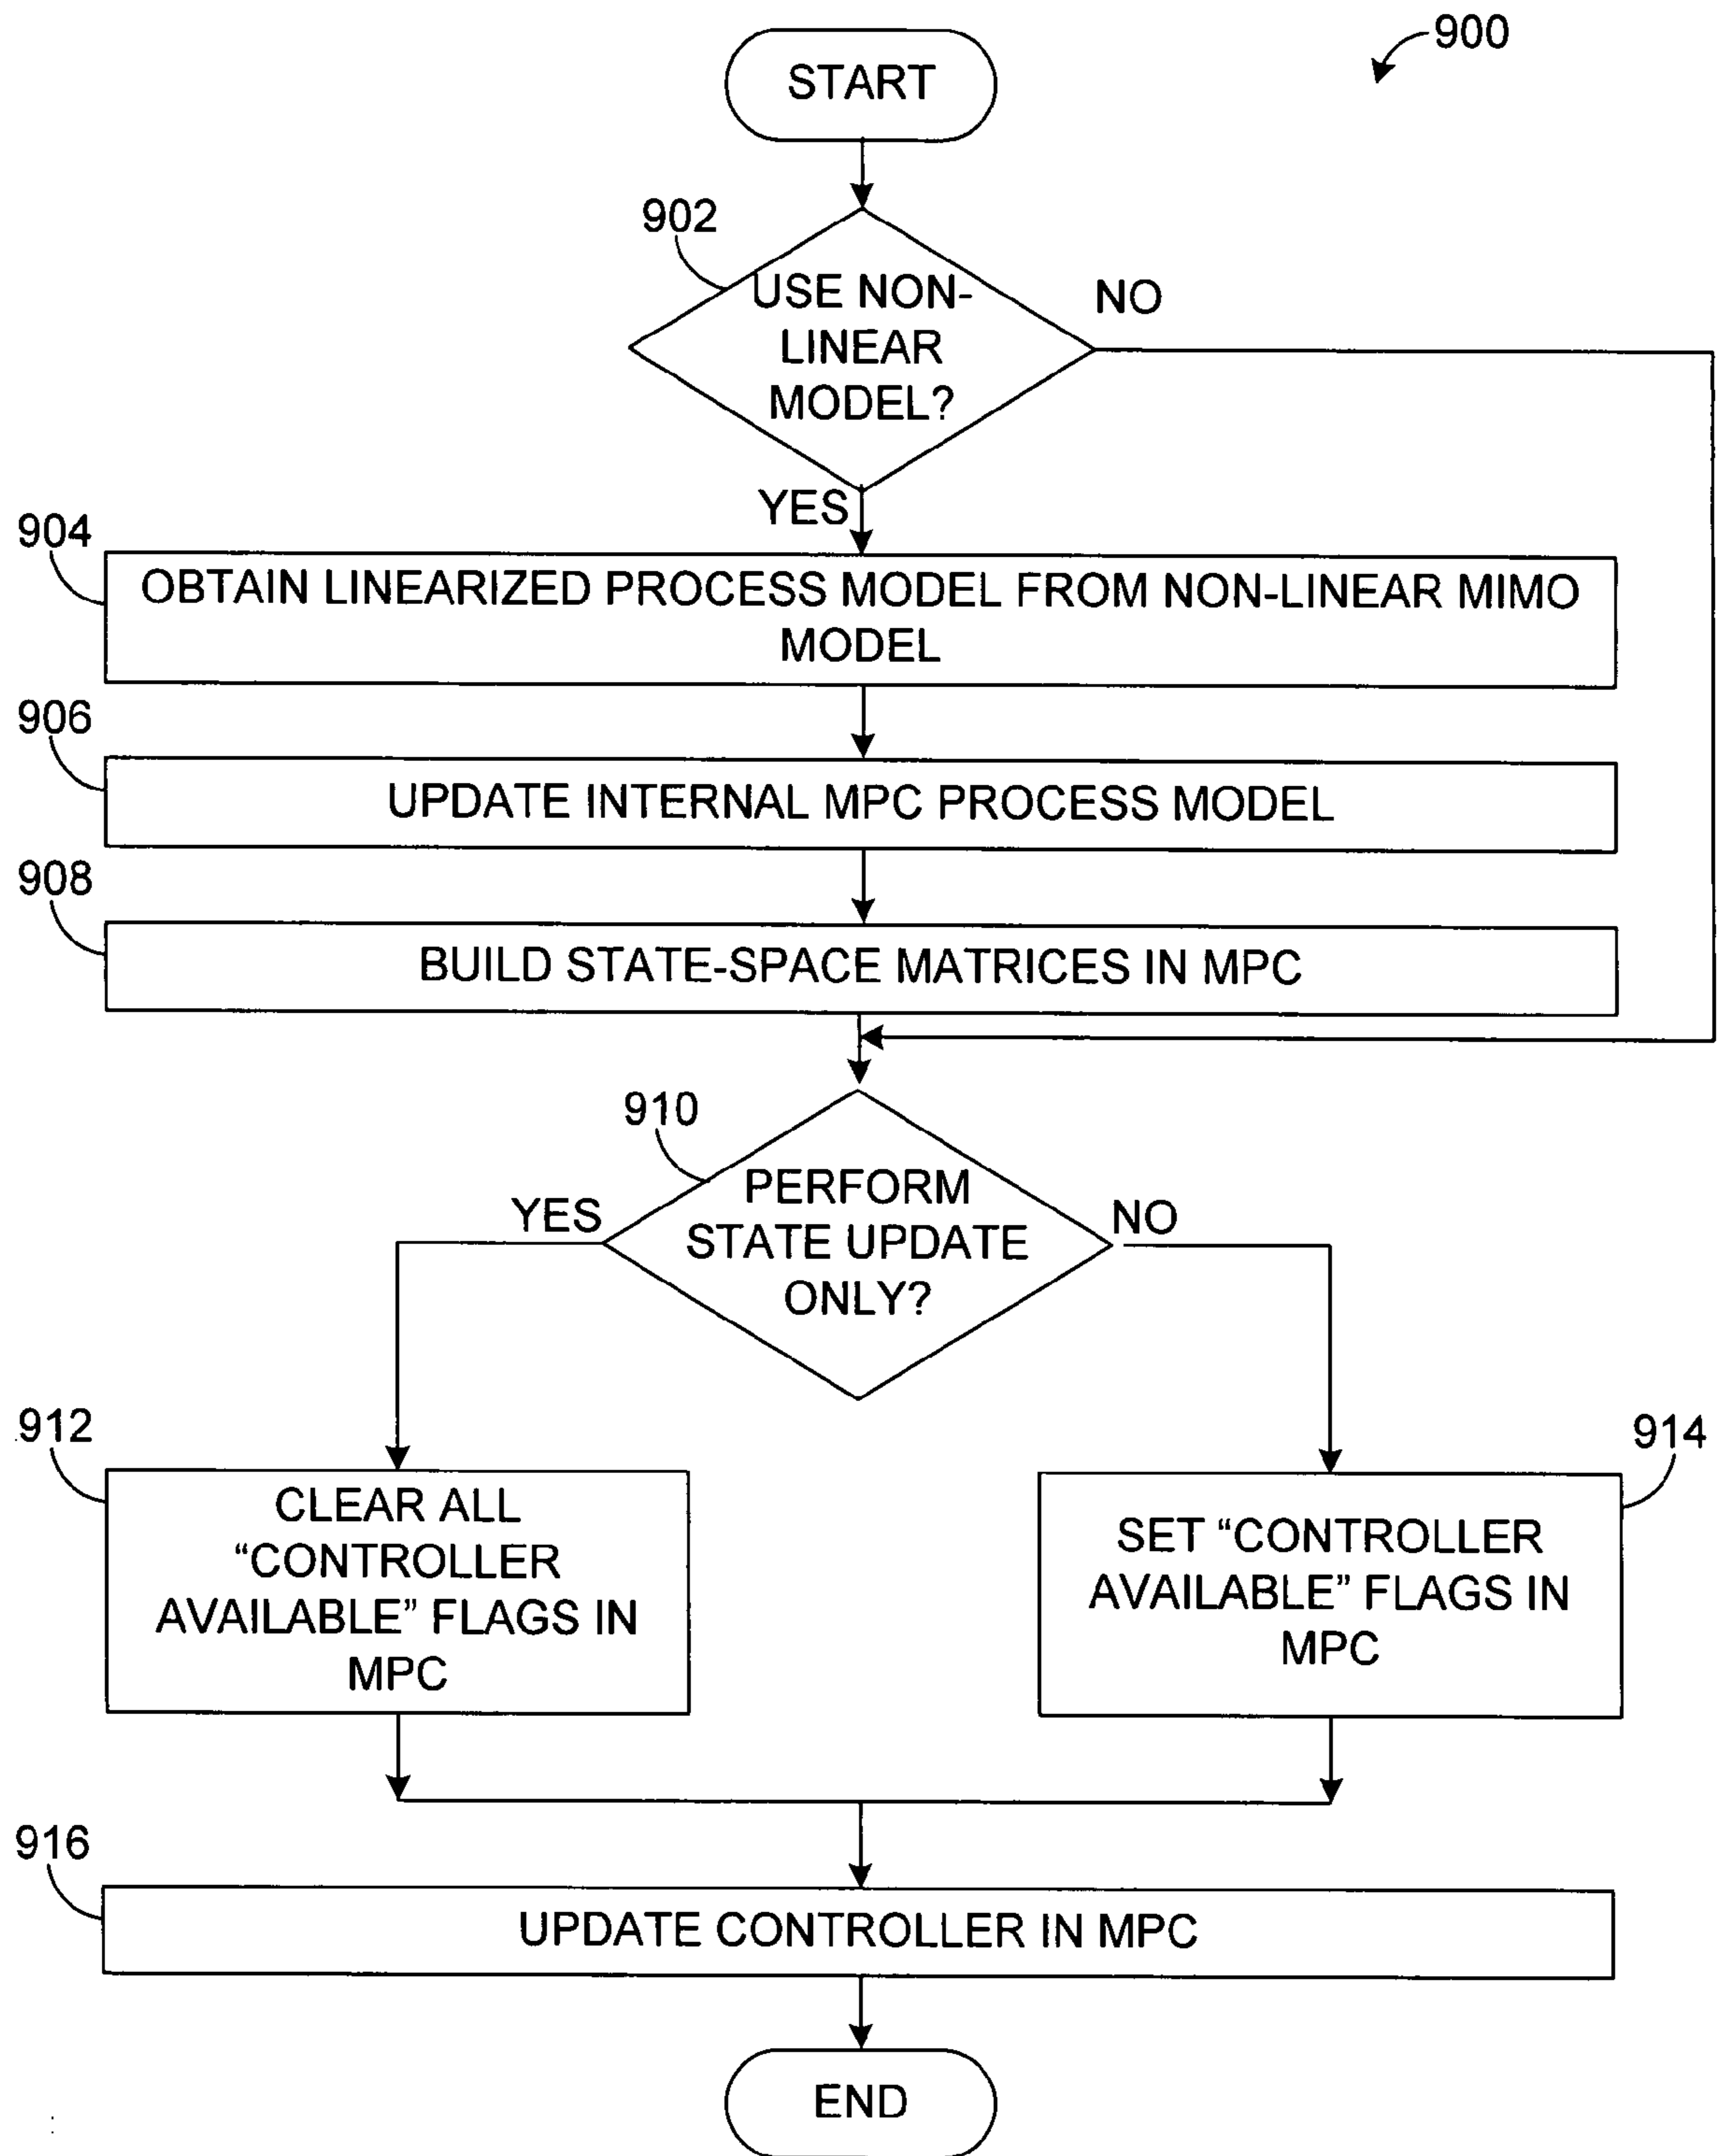 900
START
902
USE NON-
LINEAR
MODEL?
NO
YES
904
OBTAIN LINEARIZED PROCESS MODEL FROM NON-LINEAR MIMO
MODEL
906
UPDATE INTERNAL MPC PROCESS MODEL
908
BUILD STATE-SPACE MATRICES IN MPC
910
PERFORM
STATE UPDATE
ONLY?
YES
NO
912
CLEAR ALL
“CONTROLLER
AVAILABLE” FLAGS IN
MPC
914
SET “CONTROLLER
AVAILABLE” FLAGS IN
MPC
916
UPDATE CONTROLLER IN MPC
END